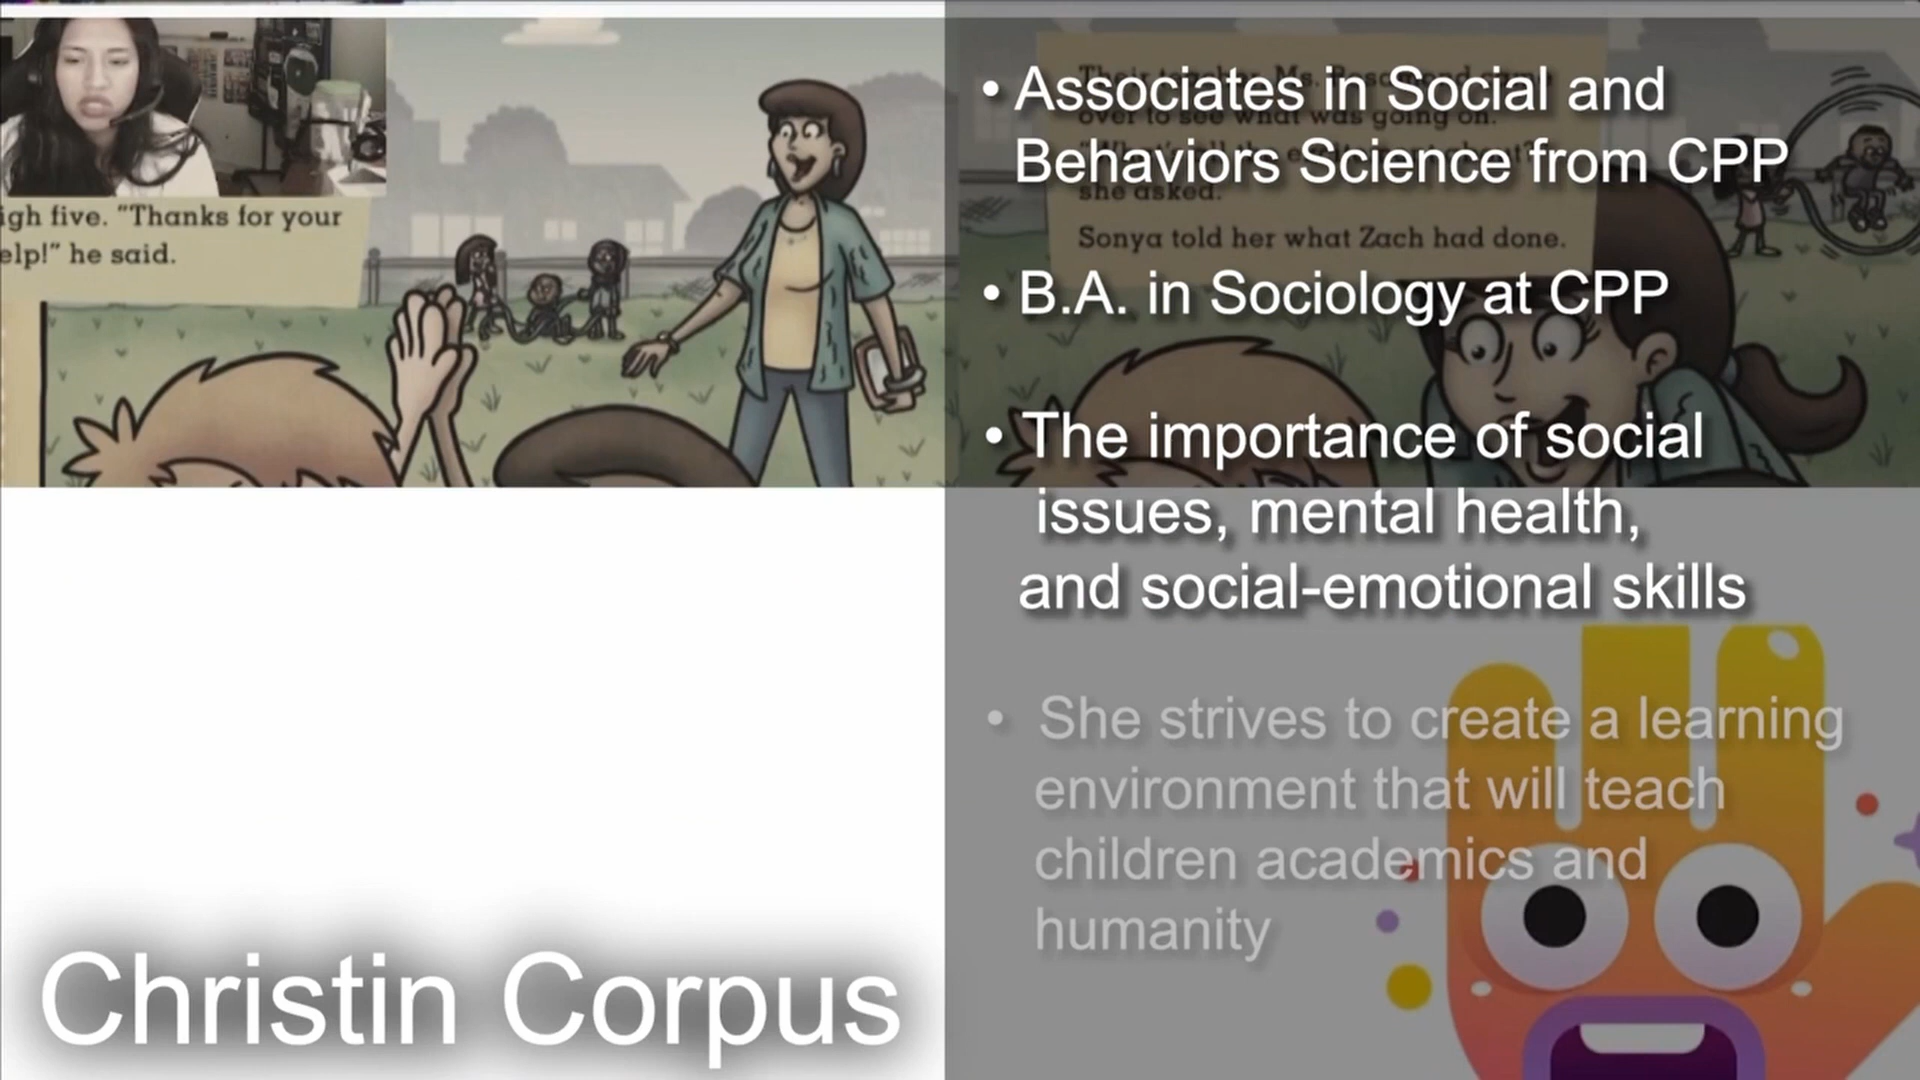 igh five. "Thanks for your
elp!" he said.
• Associates in Social and
Behaviors Science from CPP
she asked.
Sonya told her what Zach had done.
• B.A. in Sociology at CPP
• The importance of social
issues, mental health,
and social-emotional skills
• She strives to create a learning
environment that will teach
children academics and
humanity
Christin Corpus